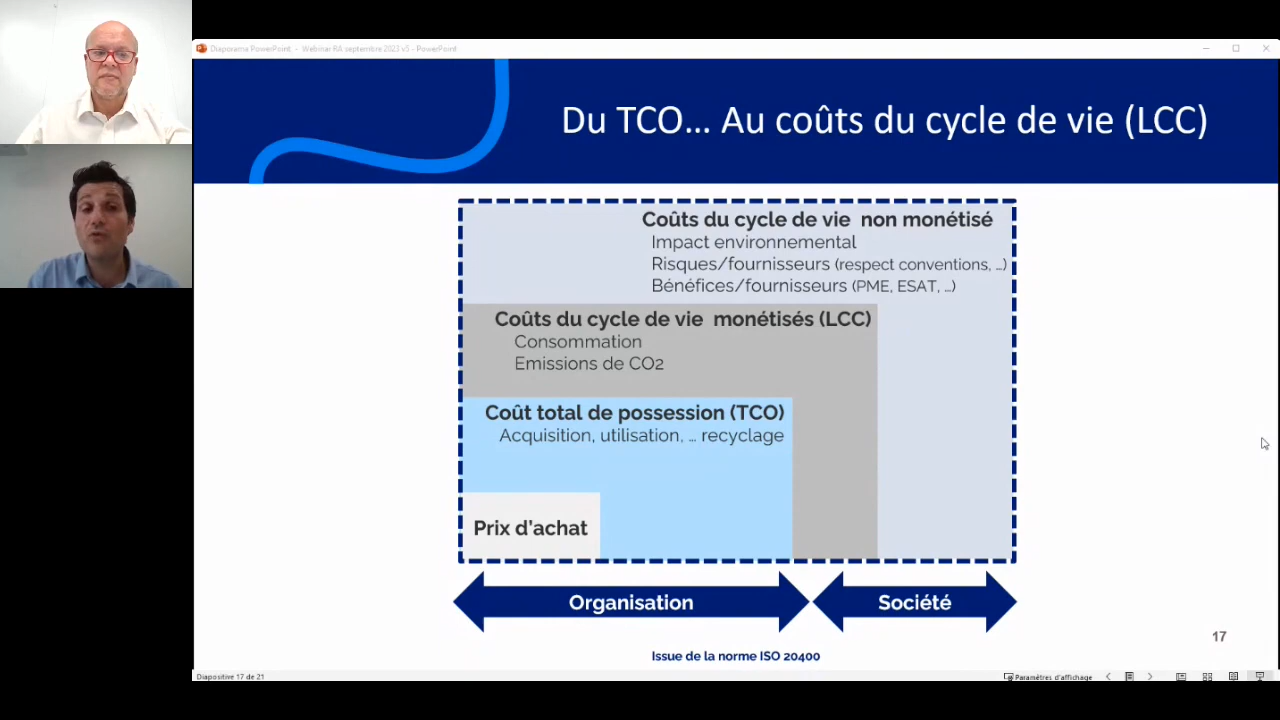 Diaporama PowerPoint - Webinar RA septembre 2023 v5 - PowerPoint
Du TCO... Au coûts du cycle de vie (LCC)
Coûts du cycle de vie non monétisé
Impact environnemental
Risques/fournisseurs (respect conventions, ...)
Bénéfices/fournisseurs (PME, ESAT, ...)
Coûts du cycle de vie monétisés (LCC)
Consommation
Emissions de CO2
Coût total de possession (TCO)
Acquisition, utilisation, ... recyclage
Prix d'achat
Organisation
Société
17
Issue de la norme ISO 20400
Diapositive 17 de 21
Paramètres d'affichage